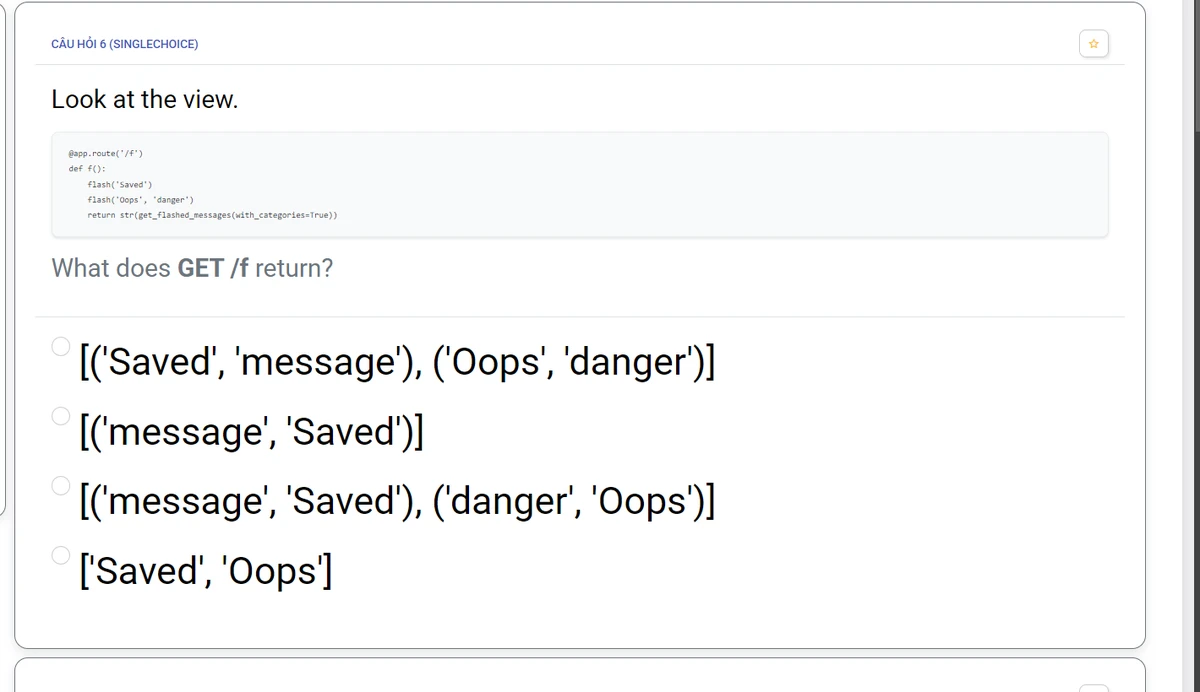 CÂU HỎI 6 (SINGLECHOICE)
Look at the view.
@app.route('/f')
def f():
    flash('Saved')
    flash('Oops', 'danger')
    return str(get_flashed_messages(with_categories=True))
What does GET /f return?
[('Saved', 'message'), ('Oops', 'danger')]
[('message', 'Saved')]
[('message', 'Saved'), ('danger', 'Oops')]
['Saved', 'Oops']